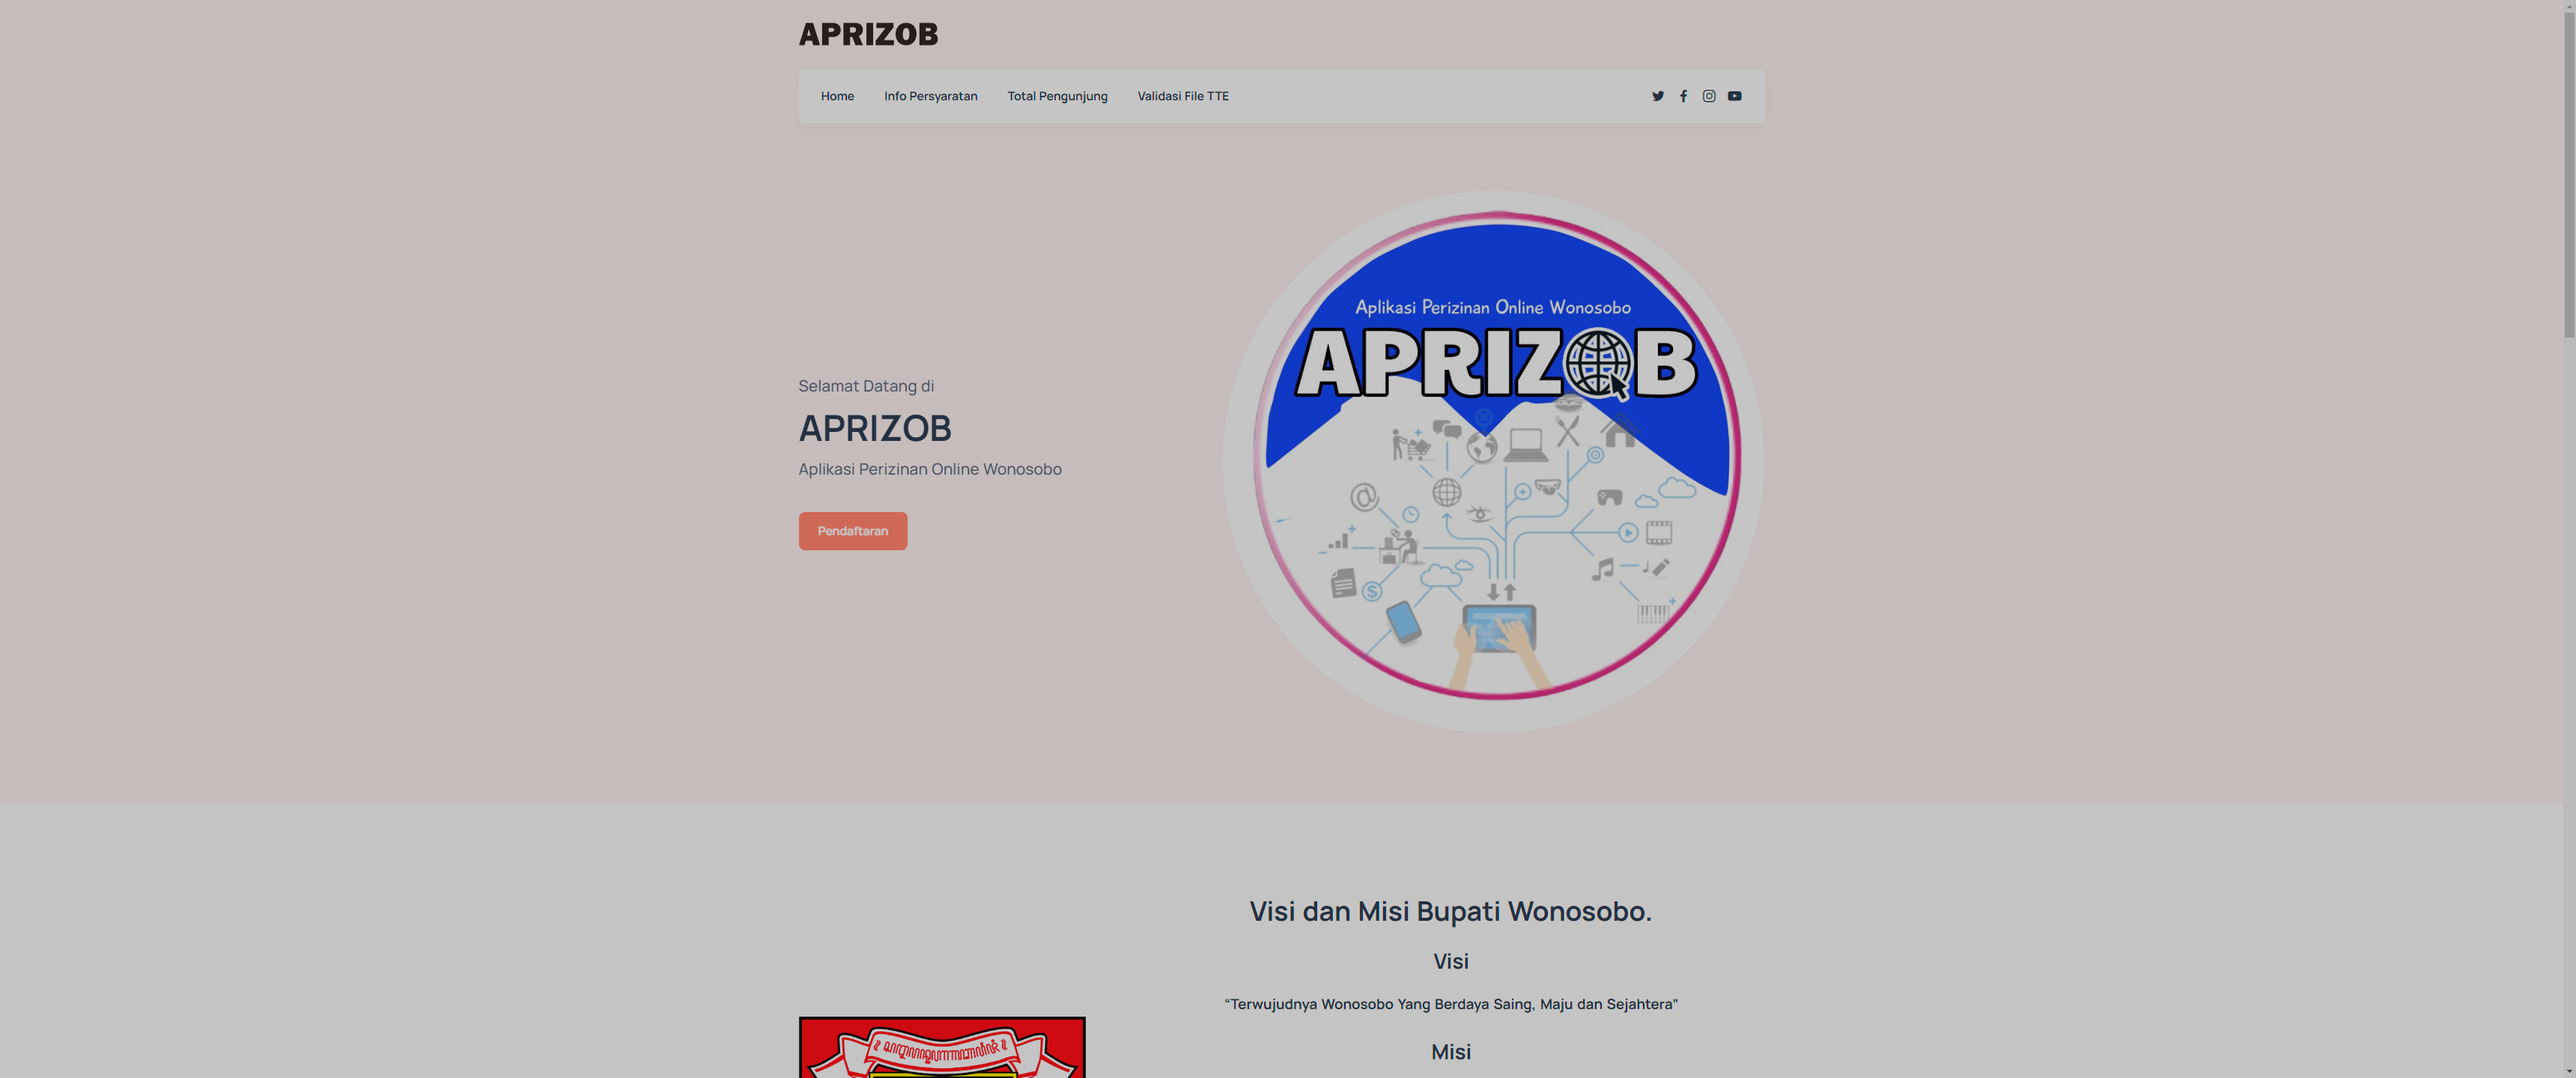 APRIZOB
Home
Info Persyaratan
Total Pengunjung
Validasi File TTE
Selamat Datang di
APRIZOB
Aplikasi Perizinan Online Wonosobo
Pendaftaran
Aplikasi Perizinan Online Wonosobo
APRIZOB
Visi dan Misi Bupati Wonosobo.
Visi
“Terwujudnya Wonosobo Yang Berdaya Saing, Maju dan Sejahtera”
Misi